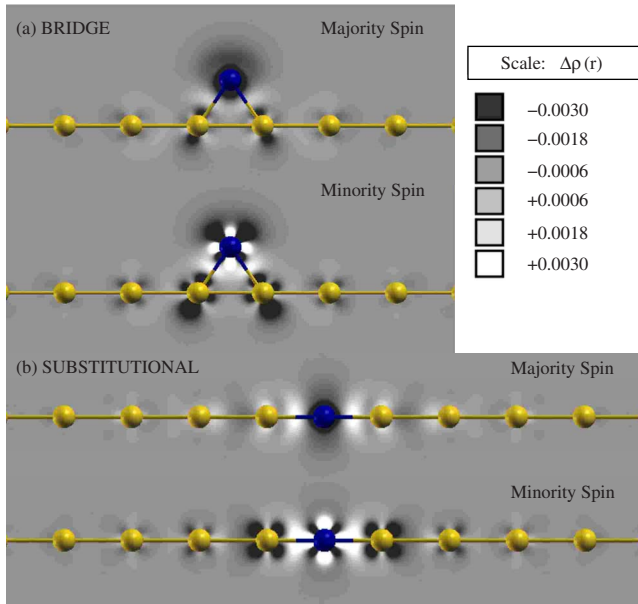 (a) BRIDGE
Majority Spin
Minority Spin
Scale: Δρ (r)
−0.0030
−0.0018
−0.0006
+0.0006
+0.0018
+0.0030
(b) SUBSTITUTIONAL
Majority Spin
Minority Spin